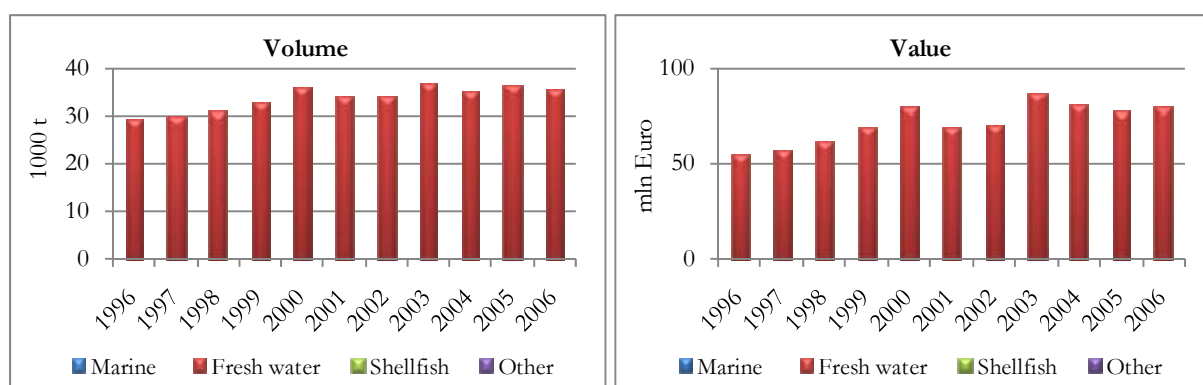 Volume
40
30
20
10
0
1000 t
1996 1997 1998 1999 2000 2001 2002 2003 2004 2005 2006
Marine Fresh water Shellfish Other
Value
100
50
0
mln Euro
1996 1997 1998 1999 2000 2001 2002 2003 2004 2005 2006
Marine Fresh water Shellfish Other